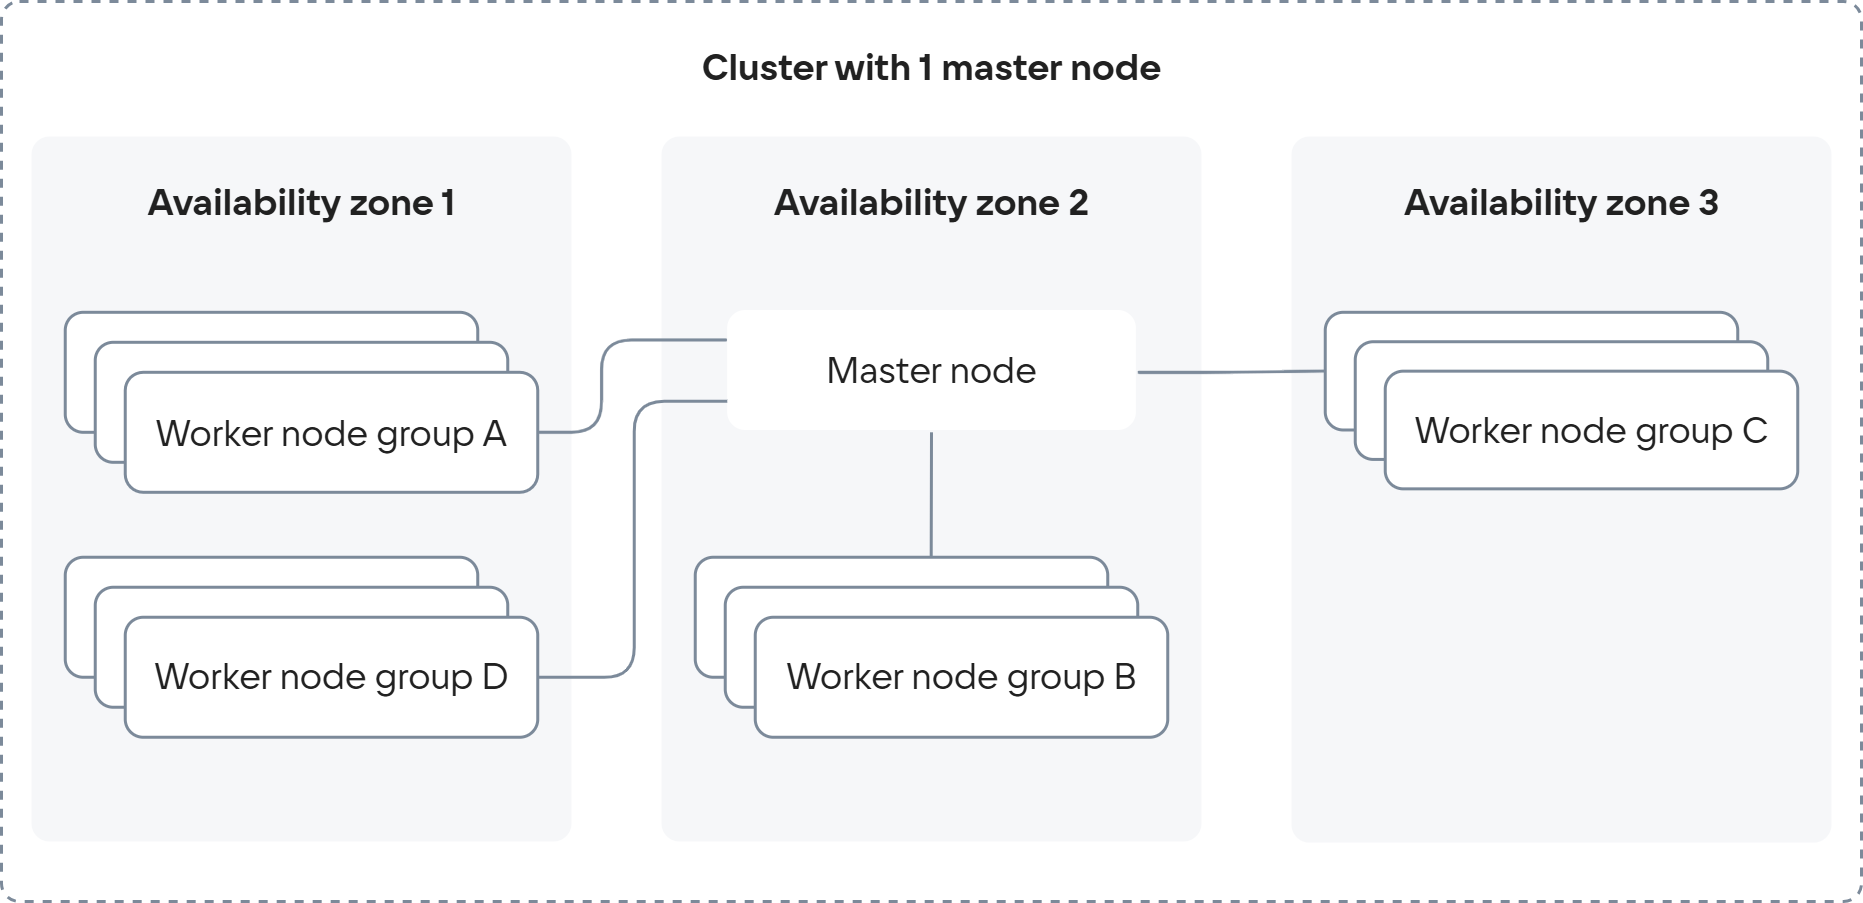 Cluster with 1 master node
Availability zone 1
Availability zone 2
Availability zone 3
Master node
Worker node group A
Worker node group C
Worker node group D
Worker node group B